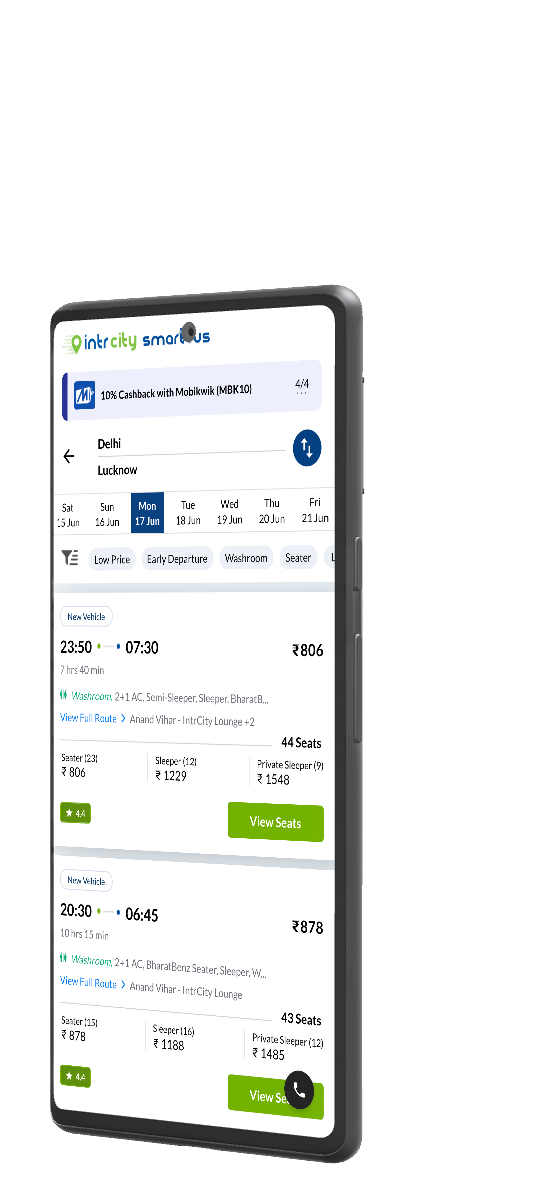 intrcity smartbus
10% Cashback with Mobikwik (MBK10) 4/4
Delhi
Lucknow
Sat Sun Mon Tue Wed Thu Fri
15 Jun 16 Jun 17 Jun 18 Jun 19 Jun 20 Jun 21 Jun
Low Price Early Departure Washroom Seater L
New Vehicle
23:50 07:30 ₹806
7 hrs 40 min
Washroom, 2+1 AC, Semi-Sleeper, Sleeper, BharatB...
View Full Route > Anand Vihar - IntrCity Lounge +2
44 Seats
Seater (23) Sleeper (12) Private Sleeper (9)
₹ 806 ₹ 1229 ₹ 1548
★ 4.4 View Seats
New Vehicle
20:30 06:45 ₹878
10 hrs 15 min
Washroom, 2+1 AC, BharatBenz Seater, Sleeper, W...
View Full Route > Anand Vihar - IntrCity Lounge
43 Seats
Seater (15) Sleeper (16) Private Sleeper (12)
₹ 878 ₹ 1188 ₹ 1485
★ 4.4 View Se